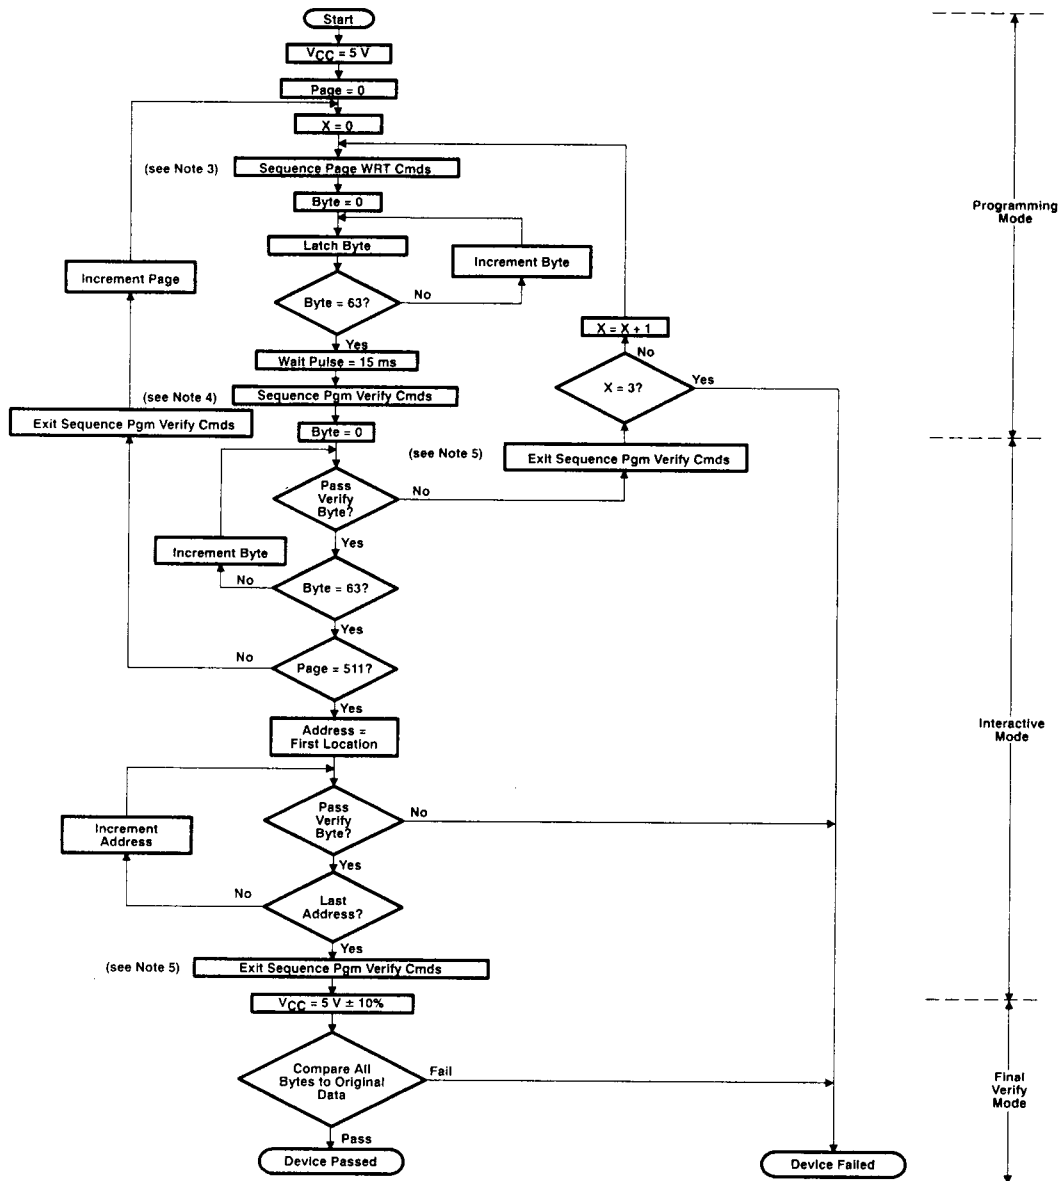 Start
VCC = 5 V
Page = 0
X = 0
(see Note 3)
Sequence Page WRT Cmds
Byte = 0
Programming
Mode
Latch Byte
Increment Byte
Increment Page
Byte = 63?
No
Yes
X = X + 1
No
Wait Pulse = 15 ms
X = 3?
Yes
(see Note 4)
Sequence Pgm Verify Cmds
Exit Sequence Pgm Verify Cmds
Byte = 0
(see Note 5)
Exit Sequence Pgm Verify Cmds
Pass
Verify
Byte?
No
Yes
Increment Byte
No
Byte = 63?
Yes
No
Page = 511?
Yes
Address =
First Location
Interactive
Mode
Pass
Verify
Byte?
No
Increment
Address
Yes
No
Last
Address?
Yes
(see Note 5)
Exit Sequence Pgm Verify Cmds
VCC = 5 V ± 10%
Compare All
Bytes to Original
Data
Fail
Final
Verify
Mode
Pass
Device Passed
Device Failed